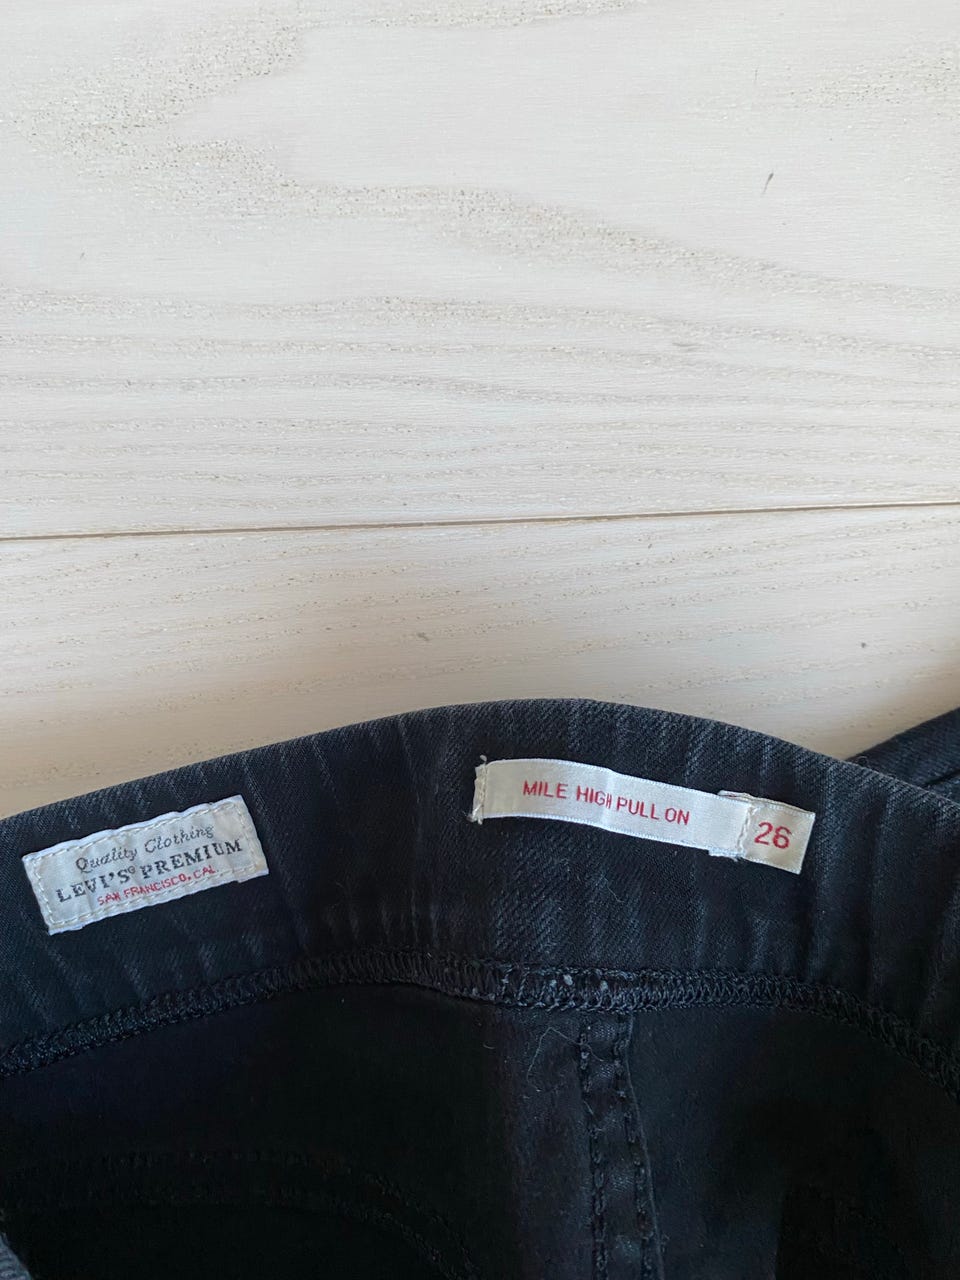 Quality Clothing
LEVI'S® PREMIUM
SAN FRANCISCO, CAL.
MILE HIGH PULL ON
26